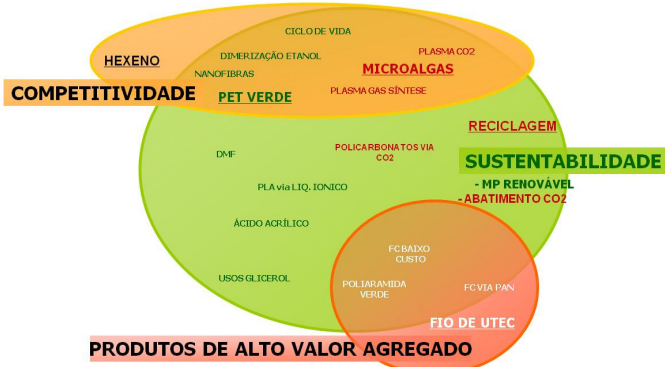 CICLO DE VIDA
PLASMA CO2
DIMERIZAÇÃO ETANOL
HEXENO
MICROALGAS
NANOFIBRAS
COMPETITIVIDADE
PET VERDE
PLASMA GAS SÍNTESE
RECICLAGEM
POLICARBONATOS VIA
CO2
DMF
SUSTENTABILIDADE
- MP RENOVÁVEL
- ABATIMENTO CO2
PLA via LIQ. IONICO
ÁCIDO ACRÍLICO
FC BAIXO
CUSTO
USOS GLICEROL
POLIARAMIDA
VERDE
FC VIA PAN
FIO DE UTEC
PRODUTOS DE ALTO VALOR AGREGADO